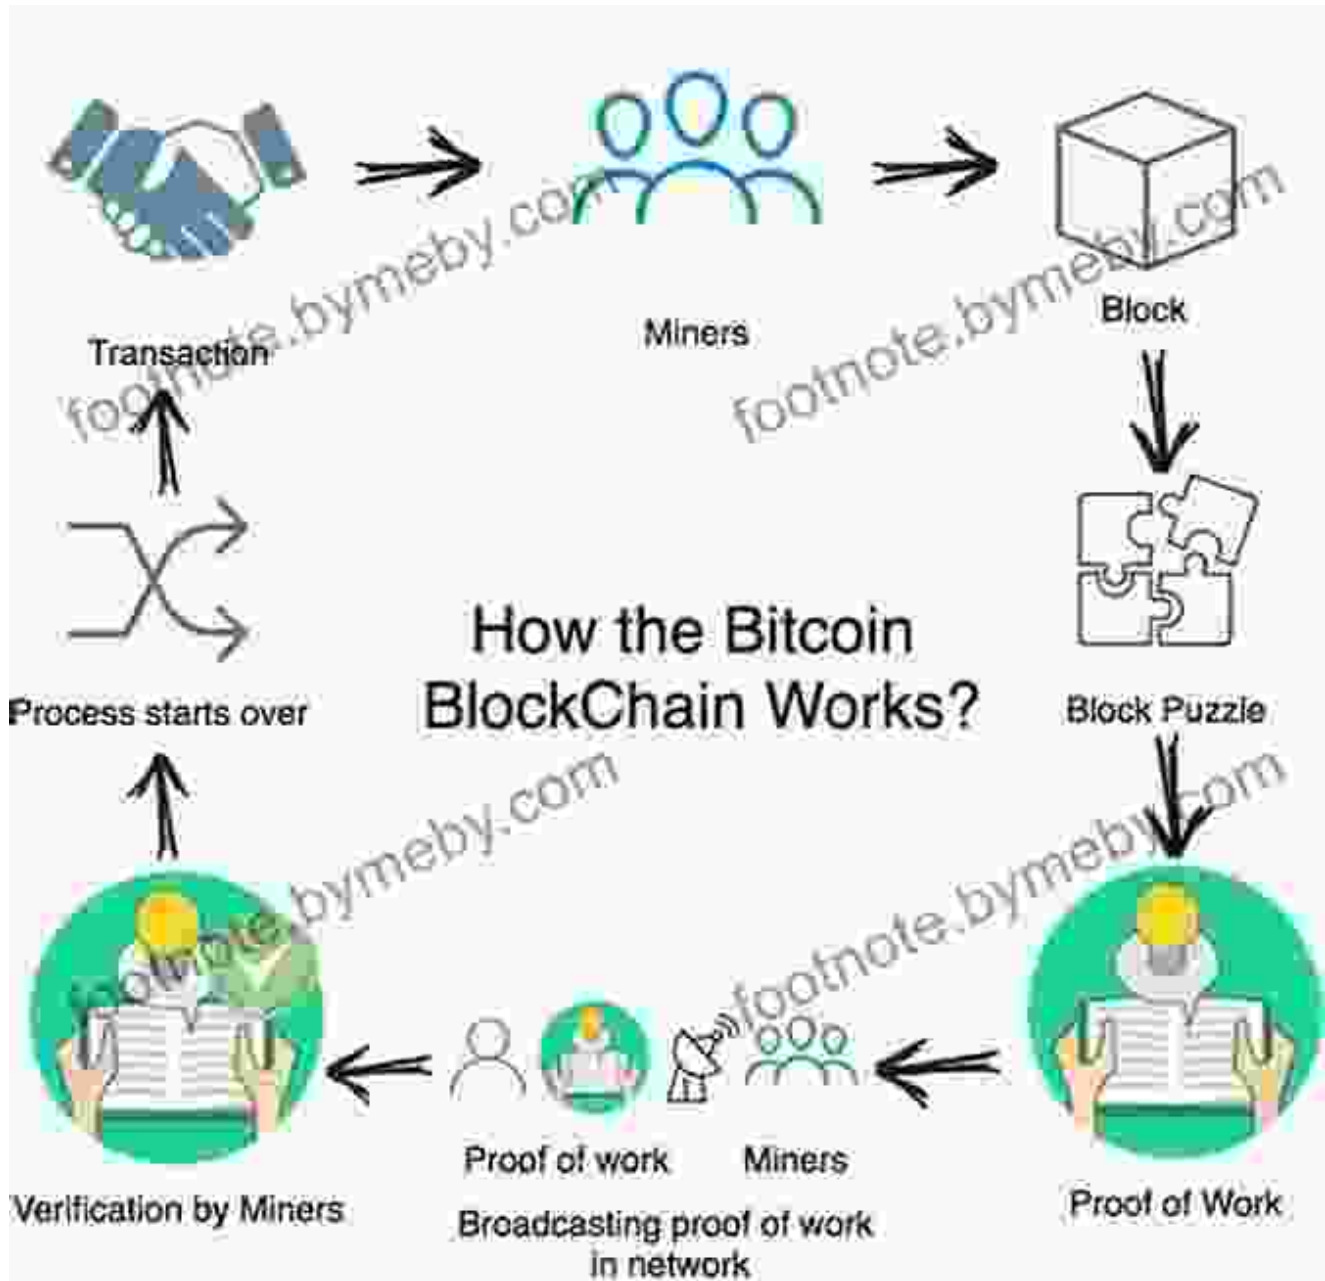 Transaction
Miners
Block
footnote.bymeby.com
footnote.bymeby.com
How the Bitcoin
BlockChain Works?
Process starts over
Block Puzzle
footnote.bymeby.com
footnote.bymeby.com
Proof of work
Miners
Verification by Miners
Broadcasting proof of work
in network
Proof of Work